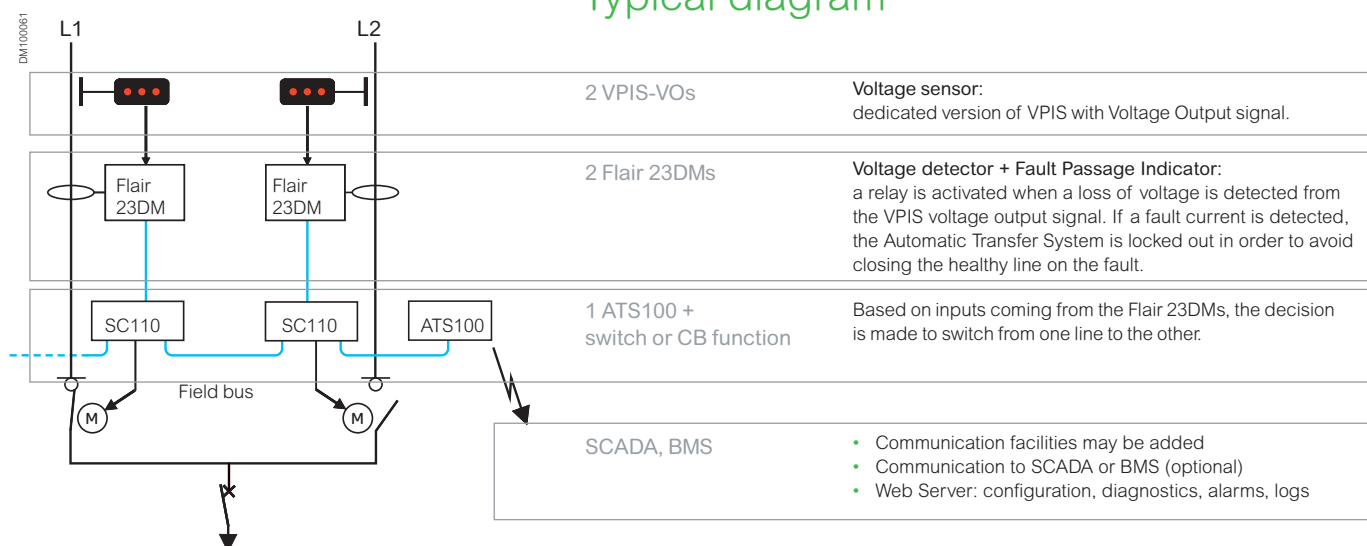 Typical diagram
DM100061
L1
L2
2 VPIS-VOs
Voltage sensor:
dedicated version of VPIS with Voltage Output signal.
Flair
23DM
Flair
23DM
2 Flair 23DMs
Voltage detector + Fault Passage Indicator:
a relay is activated when a loss of voltage is detected from
the VPIS voltage output signal. If a fault current is detected,
the Automatic Transfer System is locked out in order to avoid
closing the healthy line on the fault.
SC110
SC110
ATS100
1 ATS100 +
switch or CB function
Based on inputs coming from the Flair 23DMs, the decision
is made to switch from one line to the other.
Field bus
M
M
SCADA, BMS
• Communication facilities may be added
• Communication to SCADA or BMS (optional)
• Web Server: configuration, diagnostics, alarms, logs